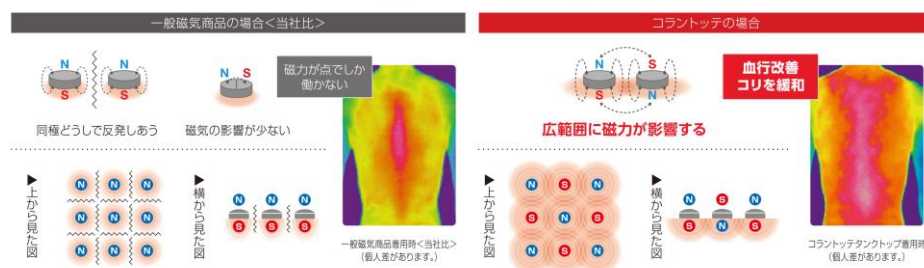 一般磁気商品の場合<当社比>
N N
S S
同極どうしで反発しあう
N S
磁気の影響が少ない
磁力が点でしか
働かない
▶上から見た図
N N N
N N N
N N N
▶横から見た図
N N N
S S S
一般磁気商品着用時<当社比>
(個人差があります。)
コラントッテの場合
N S
S N
血行改善
コリを緩和
広範囲に磁力が影響する
▶上から見た図
N S N
S N S
N S N
▶横から見た図
N S N
S N S
コラントッテタンクトップ着用時
(個人差があります。)